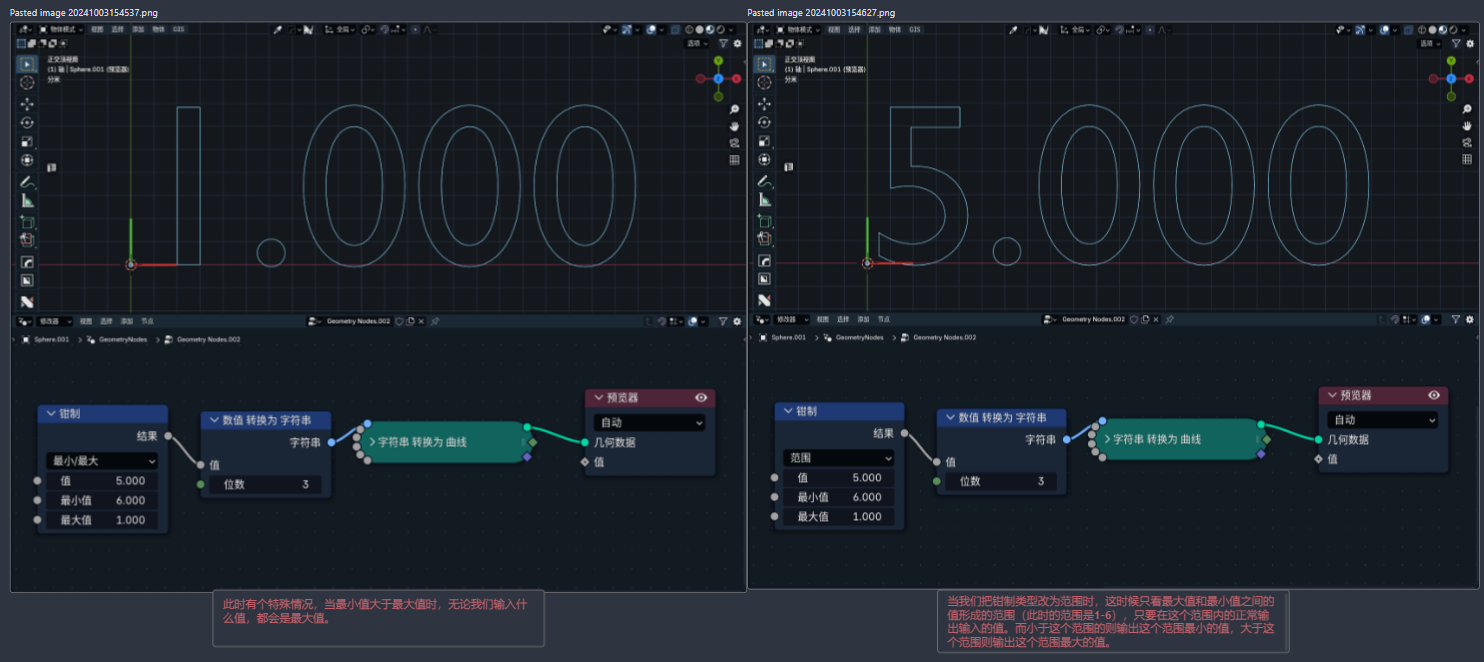 Pasted image 20241003154537.png
物体模式 视图 选择 添加 物体 GIS 全局
选项
正交顶视图
(1) 轴 | Sphere.001 (预览器)
分米
Y
Z
X
1.000
修改器 视图 选择 添加 节点 Geometry Nodes.002
Sphere.001 > GeometryNodes > Geometry Nodes.002
钳制
结果
最小/最大
值 5.000
最小值 6.000
最大值 1.000
数值 转换为 字符串
字符串
值
位数 3
字符串 转换为 曲线
预览器
自动
几何数据
值
此时有个特殊情况，当最小值大于最大值时，无论我们输入什
么值，都会是最大值。
Pasted image 20241003154627.png
物体模式 视图 选择 添加 物体 GIS 全局
选项
正交顶视图
(1) 轴 | Sphere.001 (预览器)
分米
Y
Z
X
5.000
修改器 视图 选择 添加 节点 Geometry Nodes.002
Sphere.001 > GeometryNodes > Geometry Nodes.002
钳制
结果
范围
值 5.000
最小值 6.000
最大值 1.000
数值 转换为 字符串
字符串
值
位数 3
字符串 转换为 曲线
预览器
自动
几何数据
值
当我们把钳制类型改为范围时，这时候只看最大值和最小值之间的
值形成的范围（此时的范围是1-6），只要在这个范围内的正常输
出输入的值。而小于这个范围的则输出这个范围最小的值，大于这
个范围则输出这个范围最大的值。